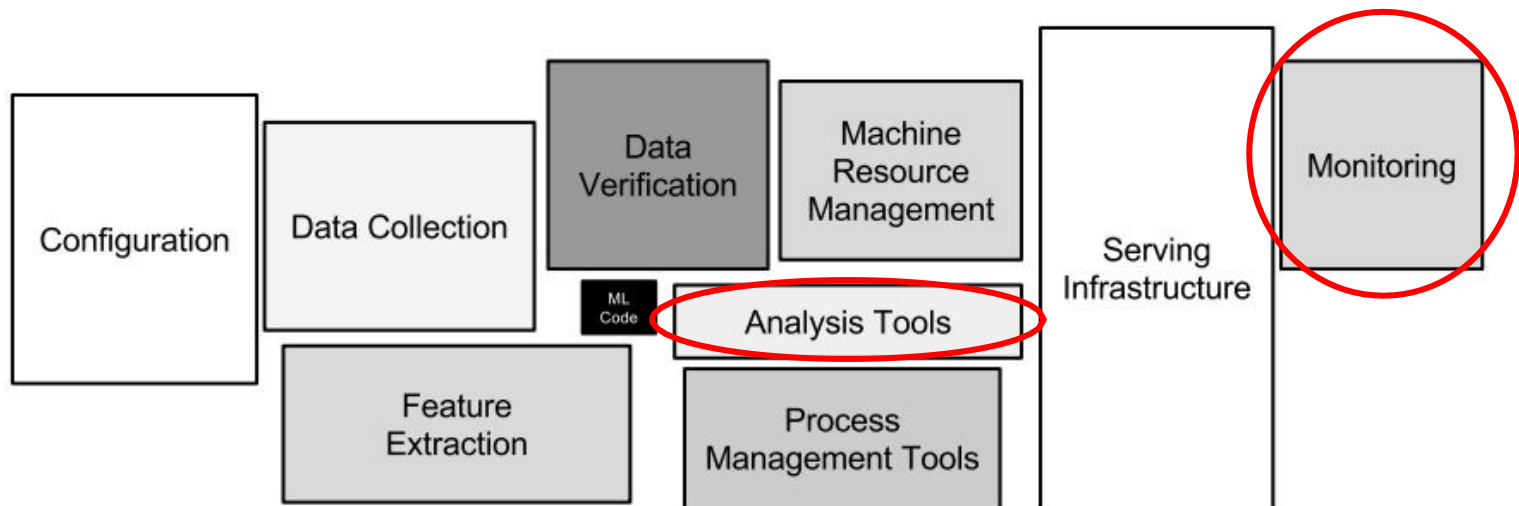 Configuration
Data Collection
Feature
Extraction
Data
Verification
ML
Code
Machine
Resource
Management
Analysis Tools
Process
Management Tools
Serving
Infrastructure
Monitoring